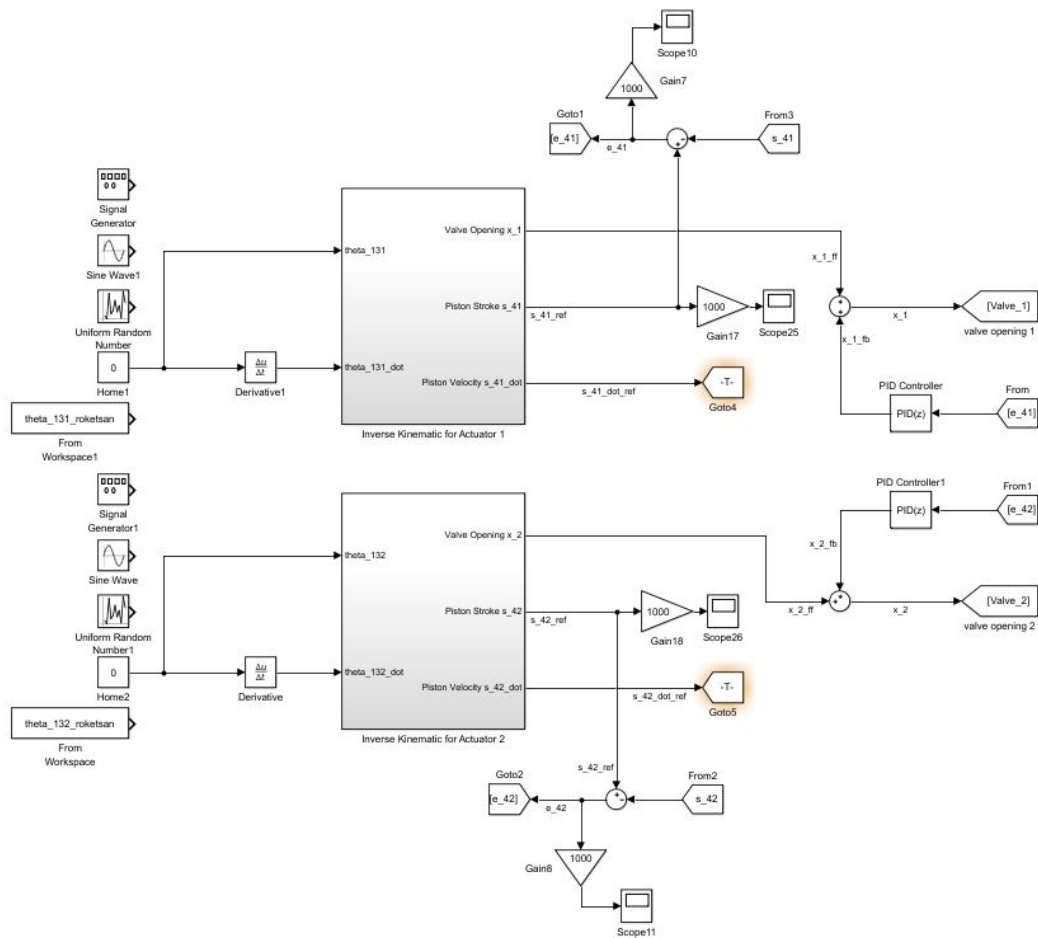 Scope10
1000
Gain7
Goto1
[e_41]
e_41
From3
s_41
Signal
Generator
Sine Wave1
Uniform Random
Number
0
Home1
Δu
Δt
Derivative1
theta_131_roketsan
From
Workspace1
theta_131
theta_131_dot
Valve Opening x_1
Piston Stroke s_41
Piston Velocity s_41_dot
Inverse Kinematic for Actuator 1
s_41_ref
1000
Gain17
Scope25
s_41_dot_ref
-T-
Goto4
x_1_ff
x_1_fb
x_1
[Valve_1]
valve opening 1
PID Controller
PID(z)
From
[e_41]
Signal
Generator1
Sine Wave
Uniform Random
Number1
0
Home2
Δu
Δt
Derivative
theta_132_roketsan
From
Workspace
theta_132
theta_132_dot
Valve Opening x_2
Piston Stroke s_42
Piston Velocity s_42_dot
Inverse Kinematic for Actuator 2
s_42_ref
1000
Gain18
Scope26
s_42_dot_ref
-T-
Goto5
PID Controller1
PID(z)
From1
[e_42]
x_2_fb
x_2_ff
x_2
[Valve_2]
valve opening 2
s_42_ref
Goto2
[e_42]
e_42
From2
s_42
1000
Gain8
Scope11